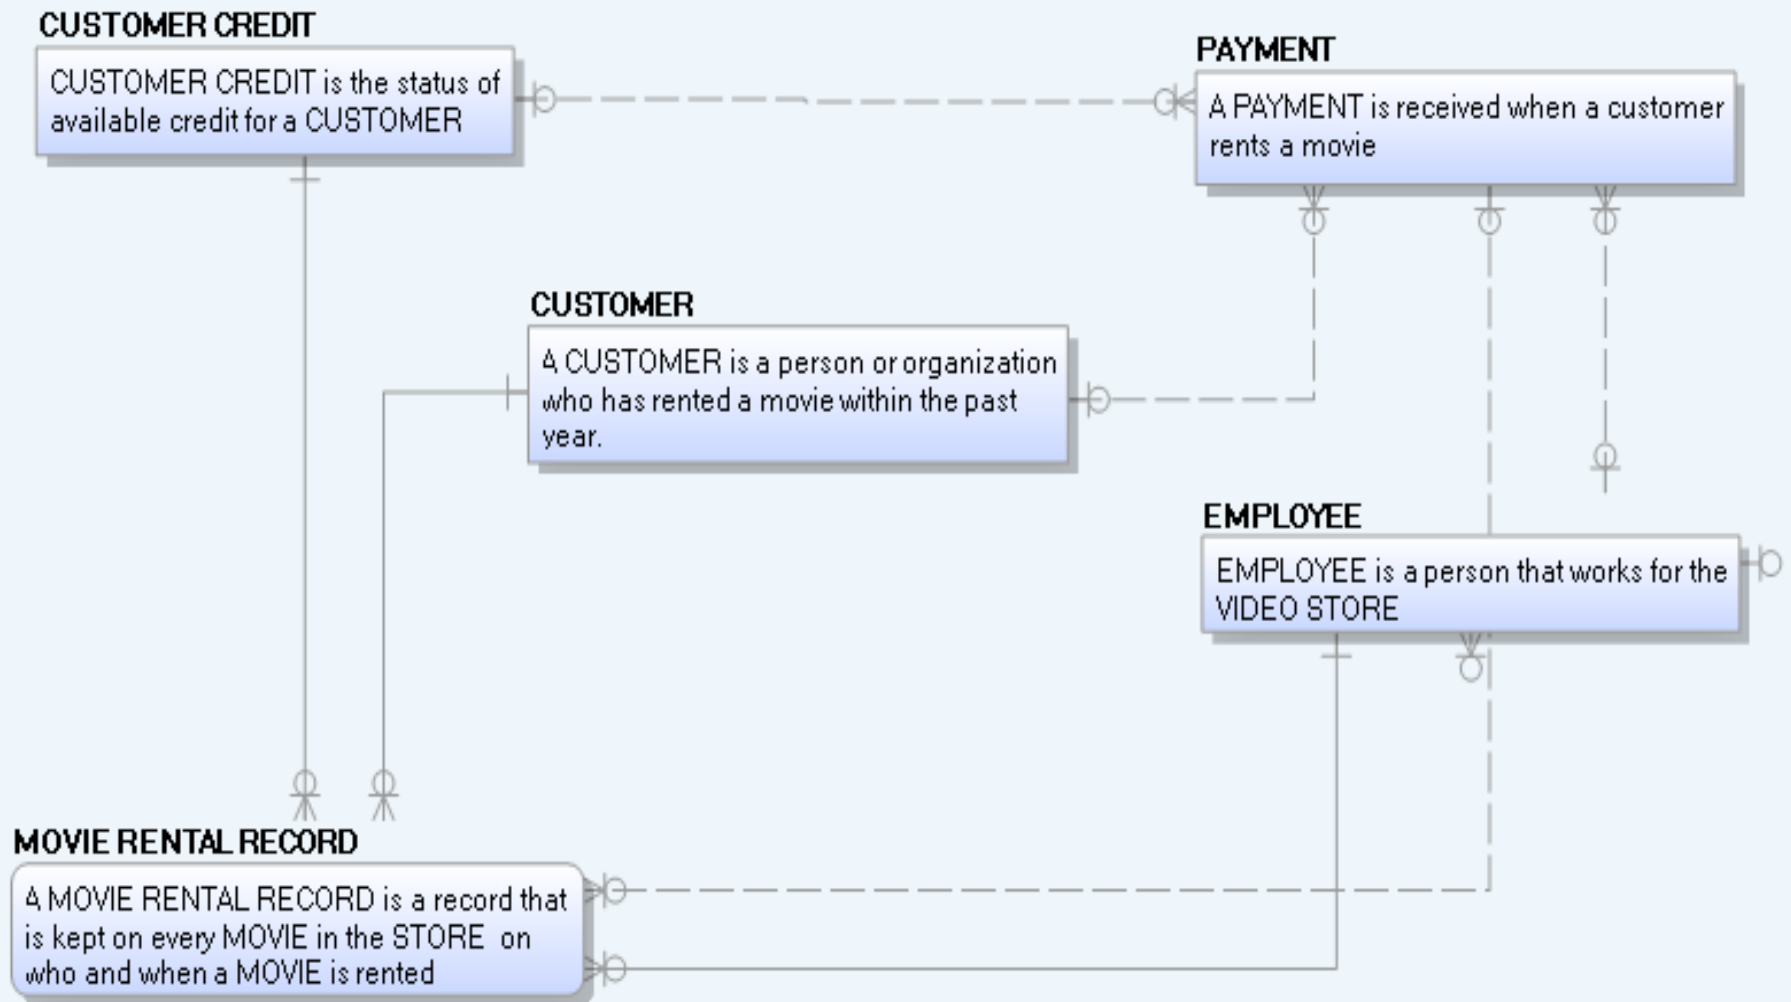 CUSTOMER CREDIT
CUSTOMER CREDIT is the status of
available credit for a CUSTOMER
PAYMENT
A PAYMENT is received when a customer
rents a movie
CUSTOMER
A CUSTOMER is a person or organization
who has rented a movie within the past
year.
EMPLOYEE
EMPLOYEE is a person that works for the
VIDEO STORE
MOVIE RENTAL RECORD
A MOVIE RENTAL RECORD is a record that
is kept on every MOVIE in the STORE on
who and when a MOVIE is rented